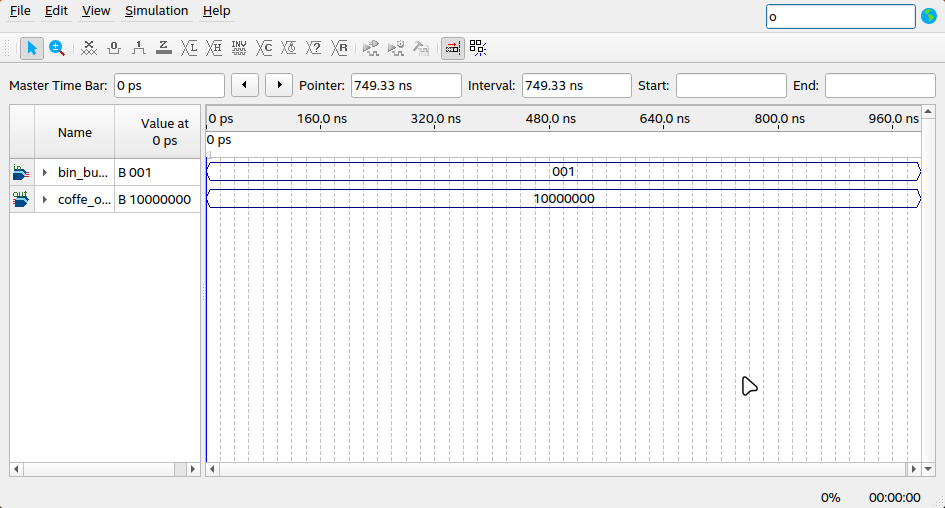 File Edit View Simulation Help o
Master Time Bar: 0 ps Pointer: 749.33 ns Interval: 749.33 ns Start: End:
Name Value at 0 ps
0 ps 160.0 ns 320.0 ns 480.0 ns 640.0 ns 800.0 ns 960.0 ns
0 ps
in bin_bu... B 001 001
out coffe_o... B 10000000 10000000
0% 00:00:00